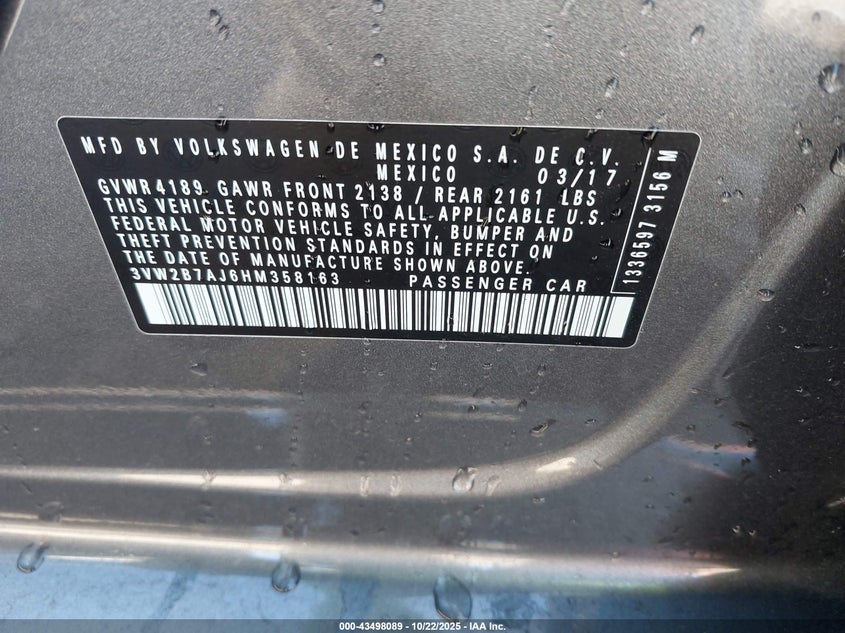 MFD BY VOLKSWAGEN DE MEXICO S.A. DE C.V.
MEXICO 03/17
GVWR 4189 GAWR FRONT 2138 / REAR 2161 LBS
THIS VEHICLE CONFORMS TO ALL APPLICABLE U.S.
FEDERAL MOTOR VEHICLE SAFETY, BUMPER AND
THEFT PREVENTION STANDARDS IN EFFECT ON
THE DATE OF MANUFACTURE SHOWN ABOVE.
3VW2B7AJ6HM358163 PASSENGER CAR
1336597 3156 M
000-43498089 - 10/22/2025 - IAA Inc.